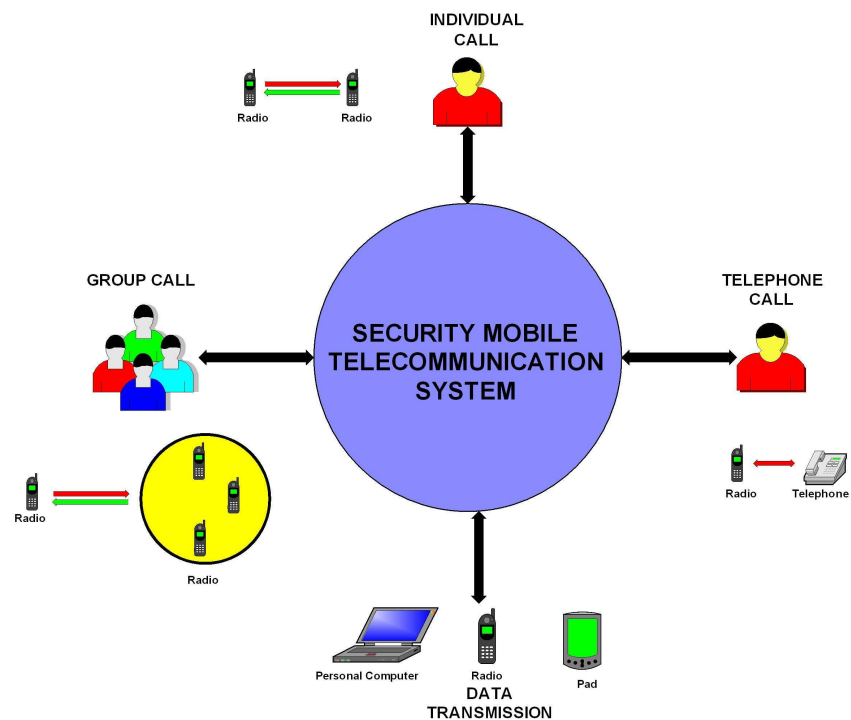 INDIVIDUAL
CALL
Radio
Radio
GROUP CALL
TELEPHONE
CALL
SECURITY MOBILE
TELECOMMUNICATION
SYSTEM
Radio
Telephone
Radio
Radio
Personal Computer
Radio
Pad
DATA
TRANSMISSION